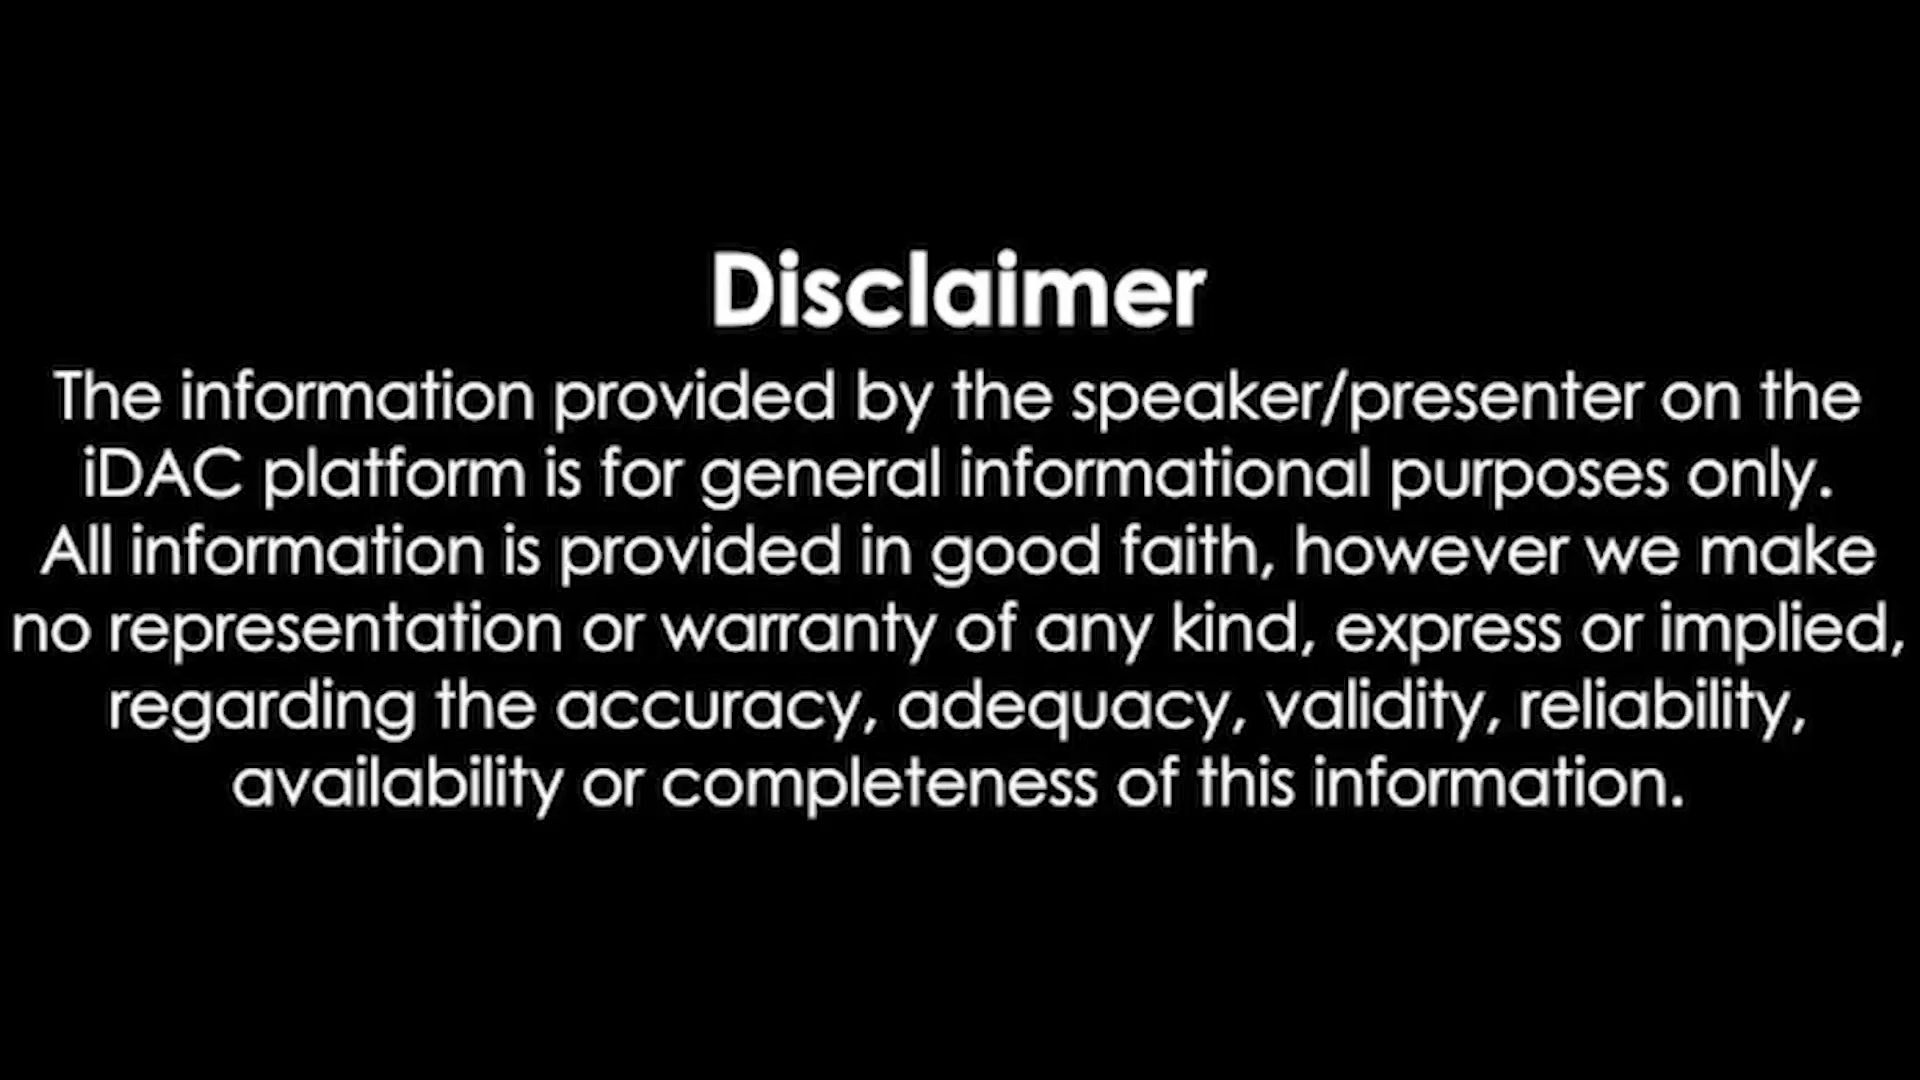 Disclaimer
The information provided by the speaker/presenter on the
iDAC platform is for general informational purposes only.
All information is provided in good faith, however we make
no representation or warranty of any kind, express or implied,
regarding the accuracy, adequacy, validity, reliability,
availability or completeness of this information.